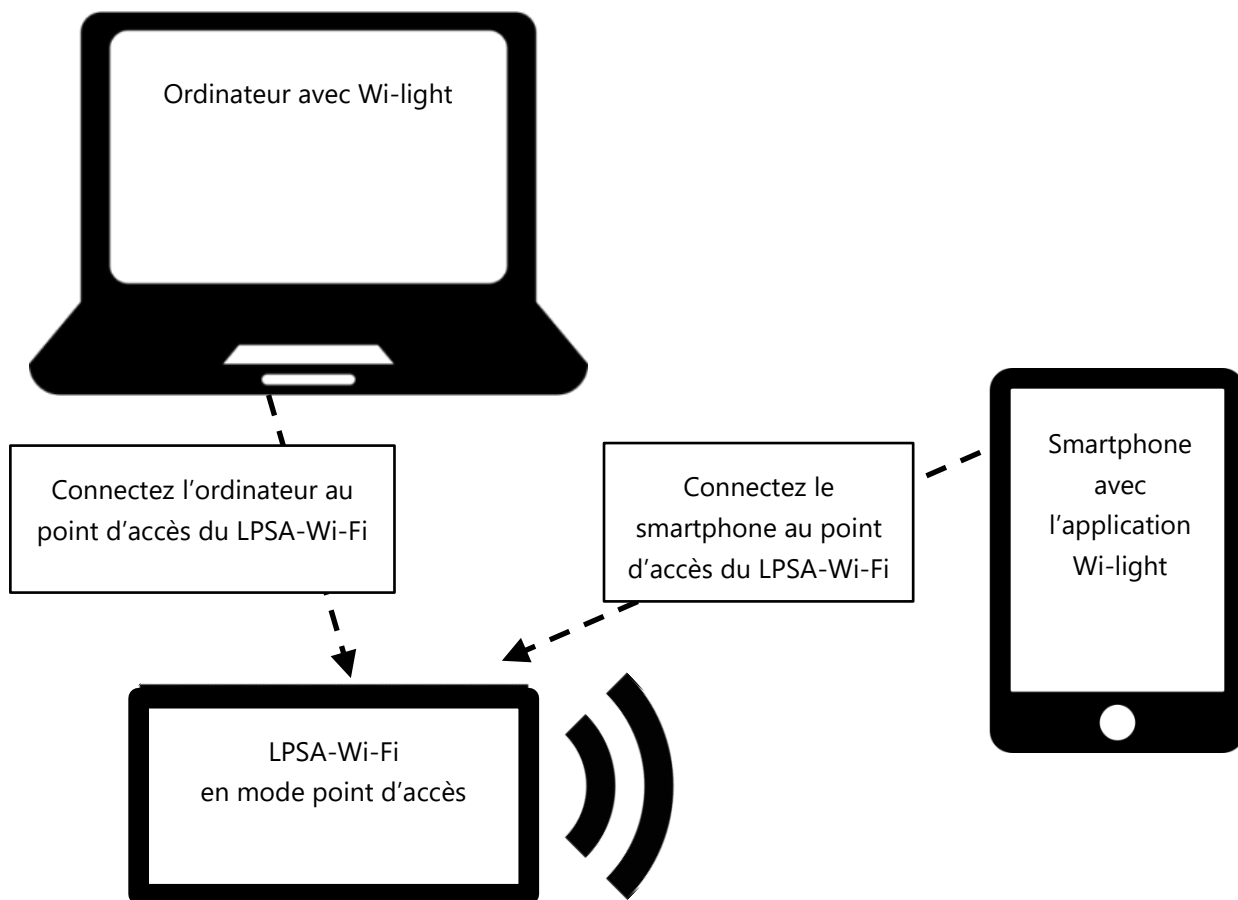 Ordinateur avec Wi-light
Connectez l’ordinateur au
point d’accès du LPSA-Wi-Fi
Connectez le
smartphone au point
d’accès du LPSA-Wi-Fi
Smartphone
avec
l’application
Wi-light
LPSA-Wi-Fi
en mode point d’accès